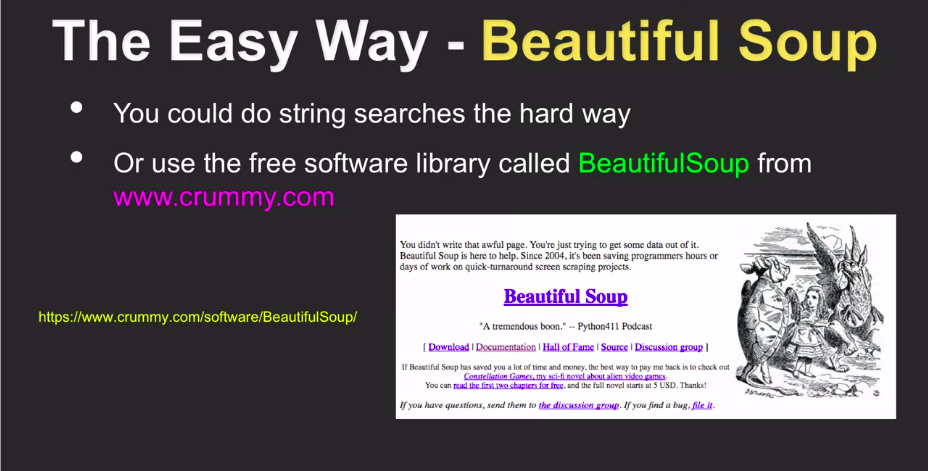 The Easy Way - Beautiful Soup
• You could do string searches the hard way
• Or use the free software library called BeautifulSoup from
www.crummy.com
You didn't write that awful page. You're just trying to get some data out of it.
Beautiful Soup is here to help. Since 2004, it's been saving programmers hours or
days of work on quick-turnaround screen scraping projects.
Beautiful Soup
"A tremendous boon." -- Python411 Podcast
[ Download | Documentation | Hall of Fame | Source | Discussion group ]
If Beautiful Soup has saved you a lot of time and money, the best way to pay me back is to check out
Constellation Games, my sci-fi novel about alien video games.
You can read the first two chapters for free, and the full novel starts at 5 USD. Thanks!
If you have questions, send them to the discussion group. If you find a bug, file it.
https://www.crummy.com/software/BeautifulSoup/